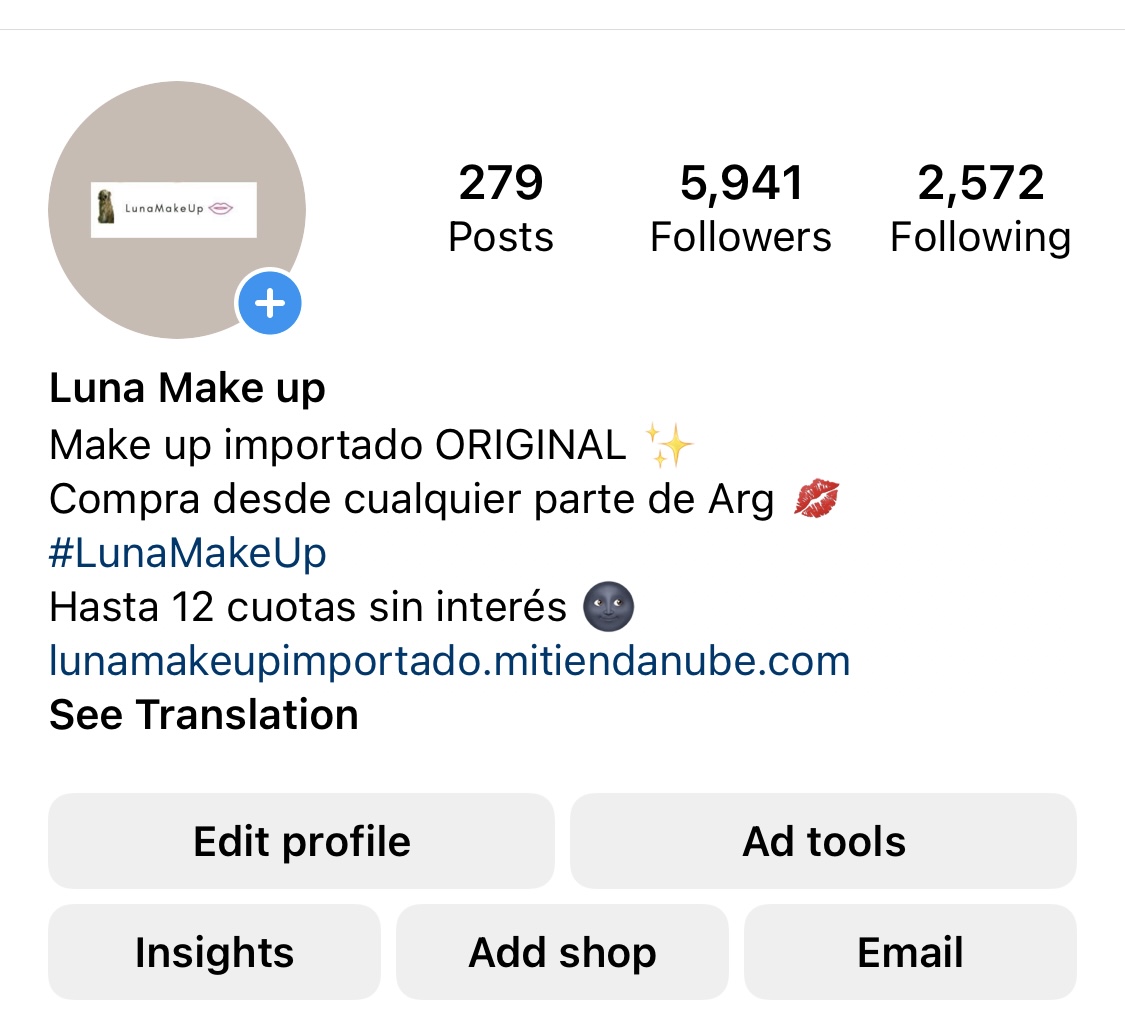 LunaMakeUp
279
Posts
5,941
Followers
2,572
Following
Luna Make up
Make up importado ORIGINAL ✨
Compra desde cualquier parte de Arg 💋
#LunaMakeUp
Hasta 12 cuotas sin interés 🌚
lunamakeupimportado.mitiendanube.com
See Translation
Edit profile
Ad tools
Insights
Add shop
Email